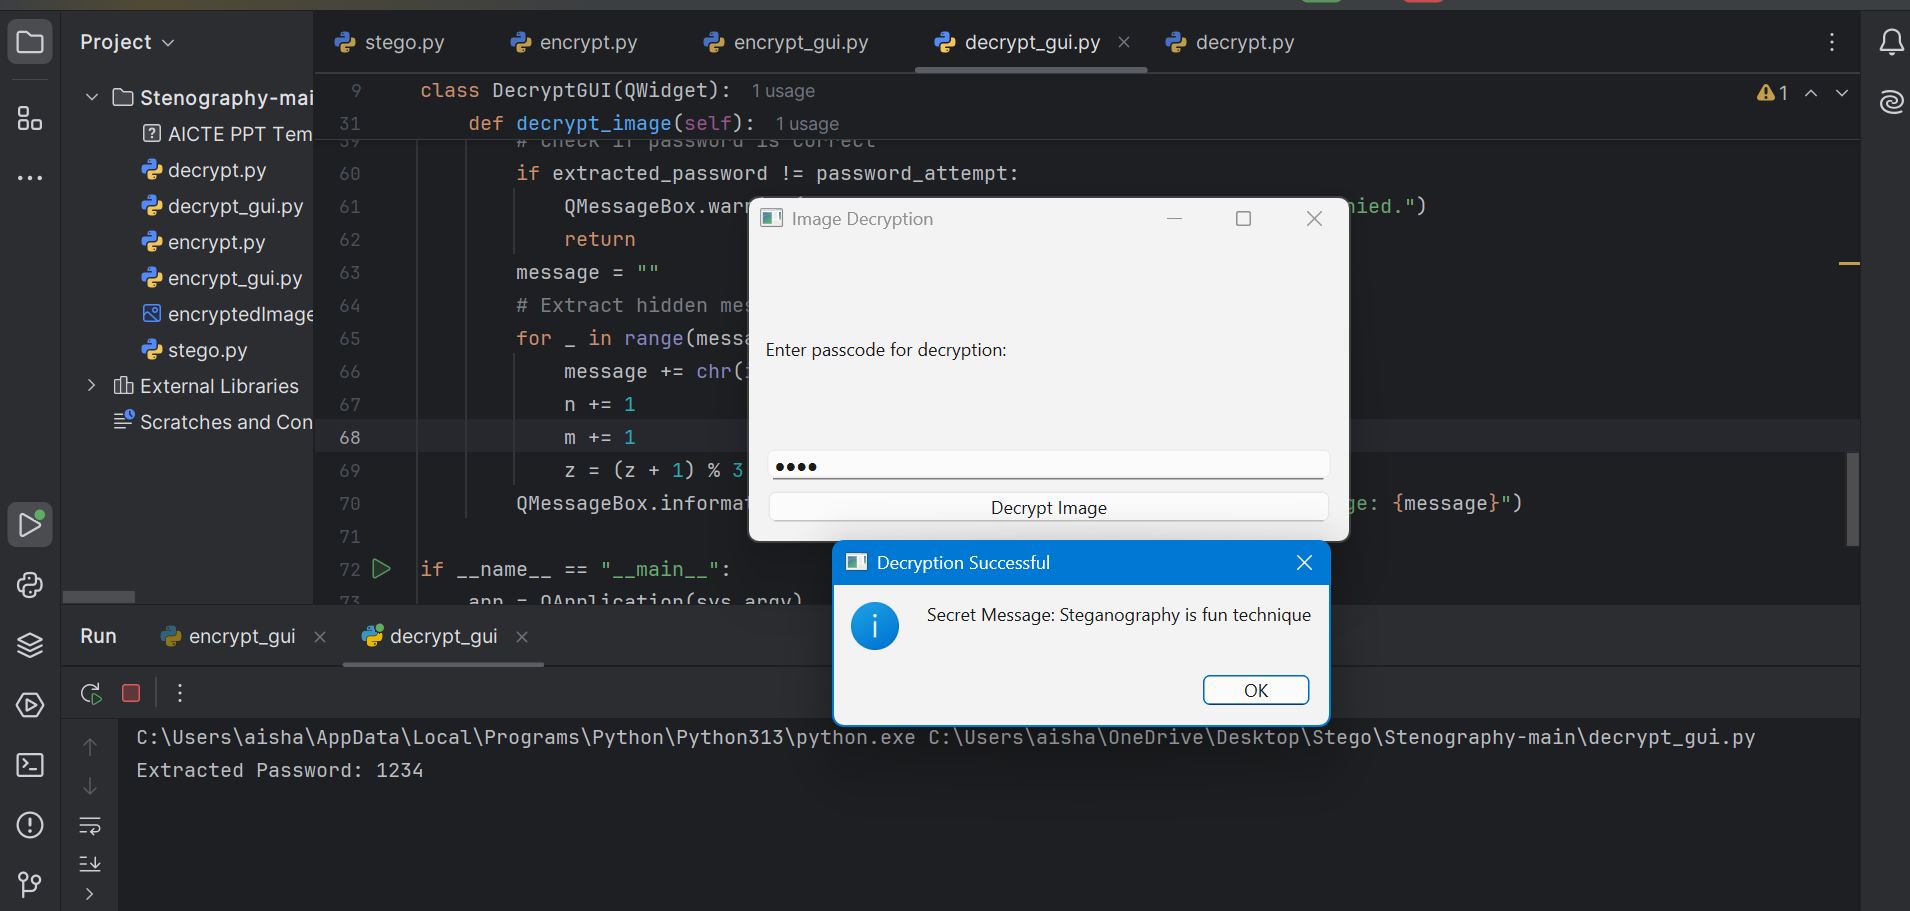 Project
stego.py
encrypt.py
encrypt_gui.py
decrypt_gui.py
decrypt.py
Stenography-mai
AICTE PPT Tem
decrypt.py
decrypt_gui.py
encrypt.py
encrypt_gui.py
encryptedImage
stego.py
External Libraries
Scratches and Con
9 class DecryptGUI(QWidget): 1 usage
1
31 def decrypt_image(self): 1 usage
59 # Check if password is correct
60 if extracted_password != password_attempt:
61 QMessageBox.warn nied.")
62 return
63 message = ""
64 # Extract hidden mes
65 for _ in range(messa
66 message += chr(
67 n += 1
68 m += 1
69 z = (z + 1) % 3
70 QMessageBox.informat ge: {message}")
71
72 if __name__ == "__main__":
73 app = QApplication(sys.argv)
Image Decryption
Enter passcode for decryption:
••••
Decrypt Image
Decryption Successful
Secret Message: Steganography is fun technique
OK
Run
encrypt_gui
decrypt_gui
C:\Users\aisha\AppData\Local\Programs\Python\Python313\python.exe C:\Users\aisha\OneDrive\Desktop\Stego\Stenography-main\decrypt_gui.py
Extracted Password: 1234